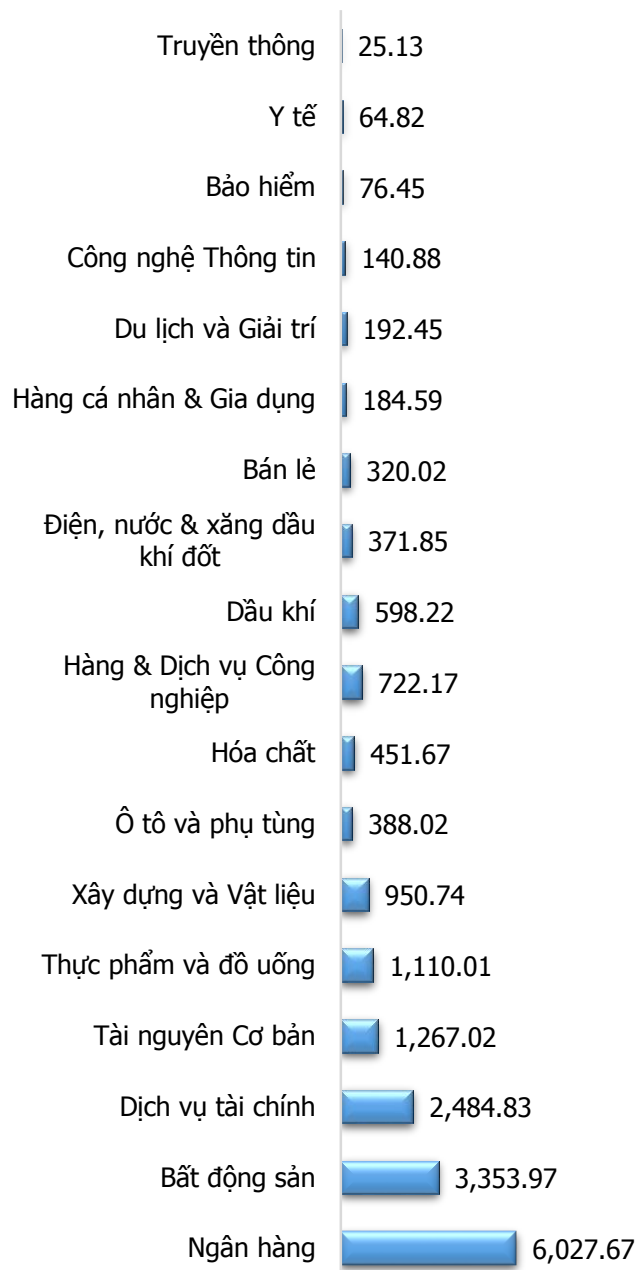 Truyền thông 25.13
Y tế 64.82
Bảo hiểm 76.45
Công nghệ Thông tin 140.88
Du lịch và Giải trí 192.45
Hàng cá nhân & Gia dụng 184.59
Bán lẻ 320.02
Điện, nước & xăng dầu
khí đốt 371.85
Dầu khí 598.22
Hàng & Dịch vụ Công
nghiệp 722.17
Hóa chất 451.67
Ô tô và phụ tùng 388.02
Xây dựng và Vật liệu 950.74
Thực phẩm và đồ uống 1,110.01
Tài nguyên Cơ bản 1,267.02
Dịch vụ tài chính 2,484.83
Bất động sản 3,353.97
Ngân hàng 6,027.67